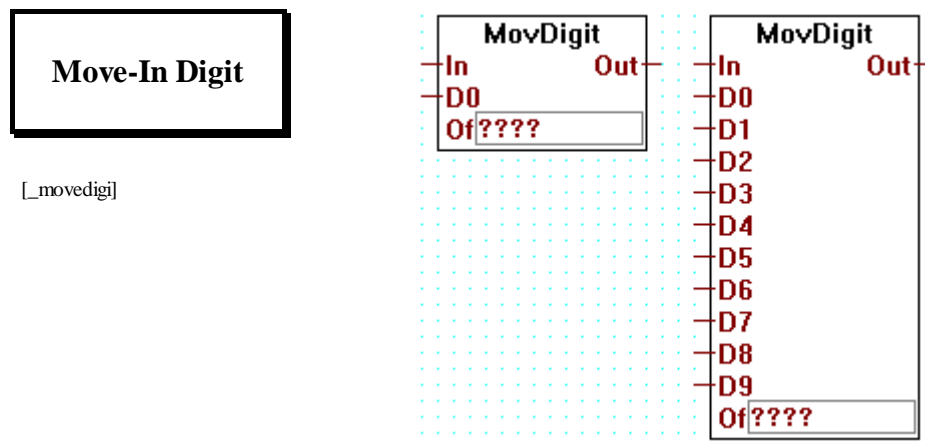 Move-In Digit
[_movedigi]
MovDigit
In Out
D0
Of ????
MovDigit
In Out
D0
D1
D2
D3
D4
D5
D6
D7
D8
D9
Of ????